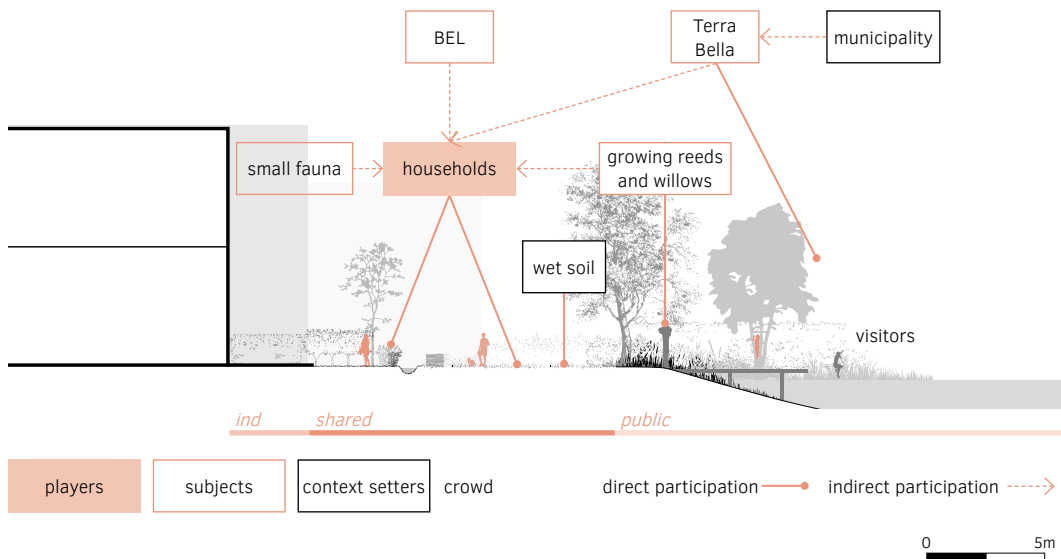 BEL
Terra
Bella
municipality
small fauna
households
growing reeds
and willows
wet soil
visitors
ind
shared
public
players
subjects
context setters
crowd
direct participation
indirect participation
0
5m